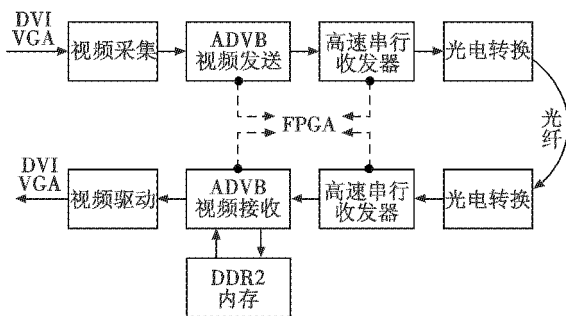 DVI
VGA
视频采集
ADVB
视频发送
高速串行
收发器
光电转换
光纤
FPGA
DVI
VGA
视频驱动
ADVB
视频接收
高速串行
收发器
光电转换
DDR2
内存